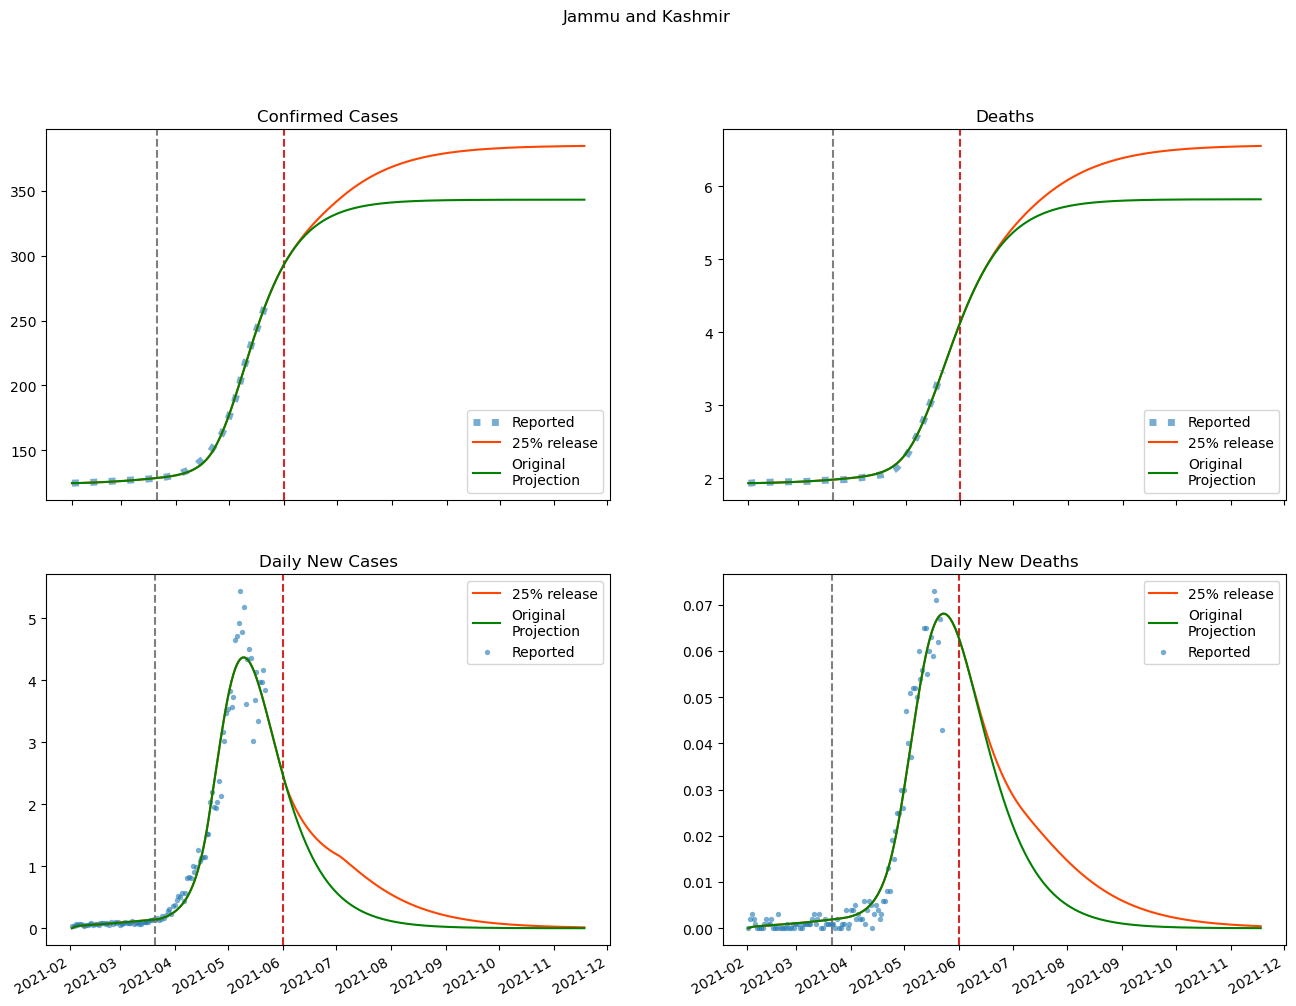 Jammu and Kashmir
Confirmed Cases
350
300
250
200
150
Reported
25% release
Original
Projection
Deaths
6
5
4
3
2
Reported
25% release
Original
Projection
Daily New Cases
5
4
3
2
1
0
25% release
Original
Projection
Reported
2021-02
2021-03
2021-04
2021-05
2021-06
2021-07
2021-08
2021-09
2021-10
2021-11
2021-12
Daily New Deaths
0.07
0.06
0.05
0.04
0.03
0.02
0.01
0.00
25% release
Original
Projection
Reported
2021-02
2021-03
2021-04
2021-05
2021-06
2021-07
2021-08
2021-09
2021-10
2021-11
2021-12